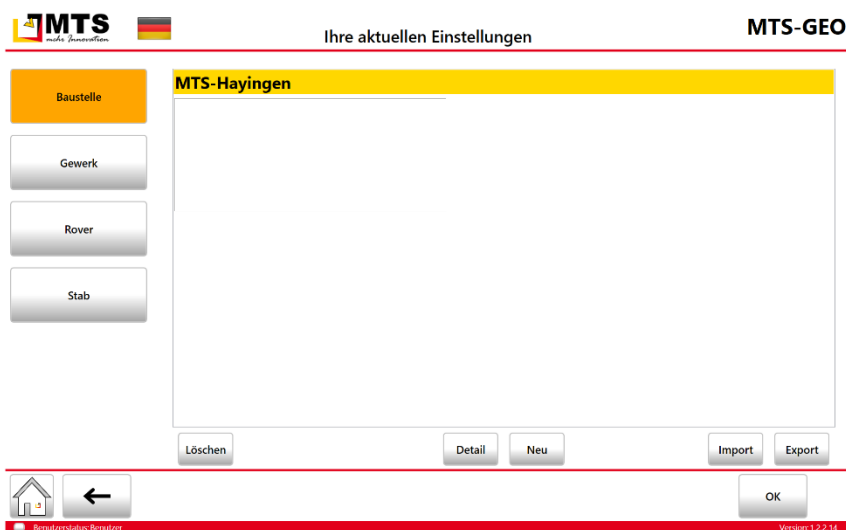 MTS
mehr Innovation
Ihre aktuellen Einstellungen
MTS-GEO
Baustelle
Gewerk
Rover
Stab
MTS-Hayingen
Löschen
Detail
Neu
Import
Export
OK
Benutzerstatus:Benutzer
Version: 1.2.2.14